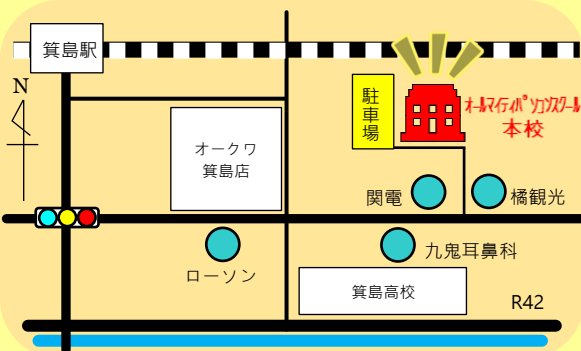 箕島駅
N
駐車場
オールマイティパソコンスクール
本校
オークワ
箕島店
関電
橘観光
ローソン
九鬼耳鼻科
箕島高校
R42